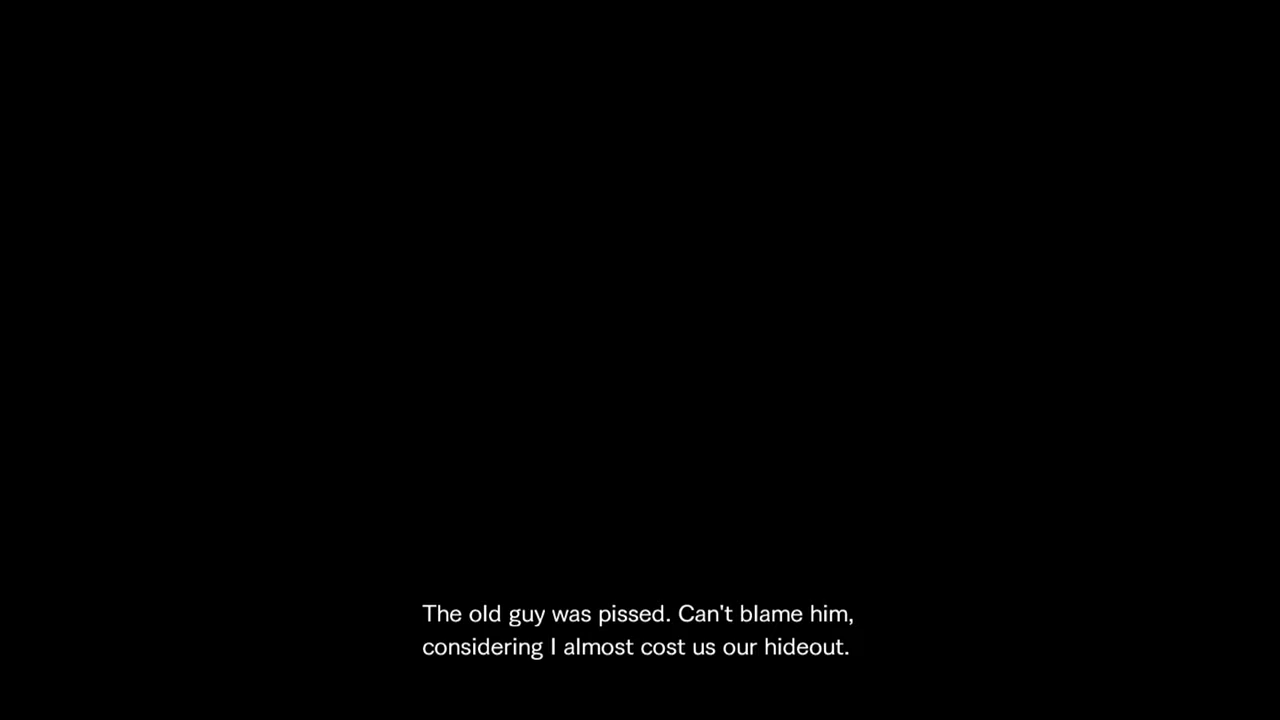 The old guy was pissed. Can't blame him,
considering I almost cost us our hideout.